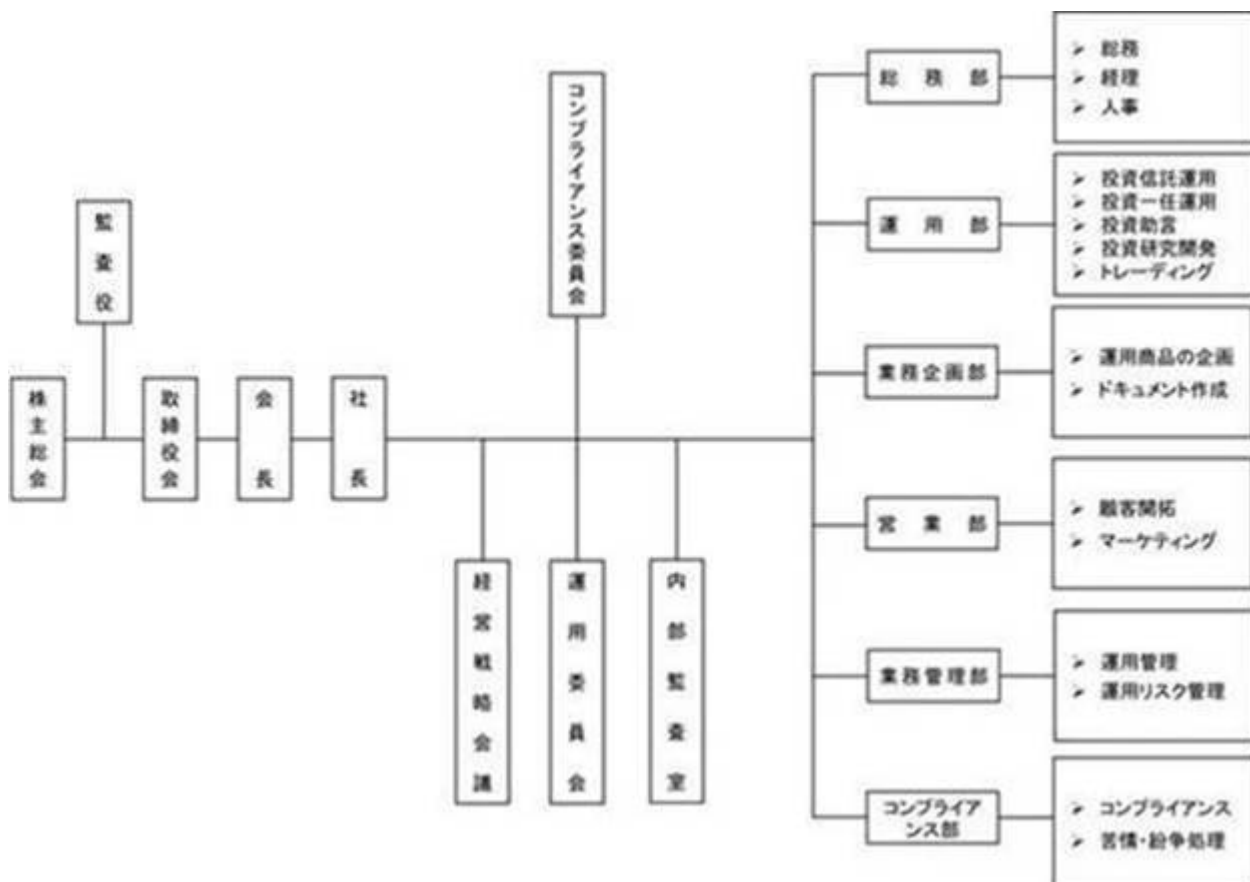 株主総会
監査役
取締役会
会長
社長
コンプライアンス委員会
経営戦略会議
運用委員会
内部監査室
総務部
➢ 総務
➢ 経理
➢ 人事
運用部
➢ 投資信託運用
➢ 投資一任運用
➢ 投資助言
➢ 投資研究開発
➢ トレーディング
業務企画部
➢ 運用商品の企画
➢ ドキュメント作成
営業部
➢ 顧客開拓
➢ マーケティング
業務管理部
➢ 運用管理
➢ 運用リスク管理
コンプライア
ンス部
➢ コンプライアンス
➢ 苦情・紛争処理